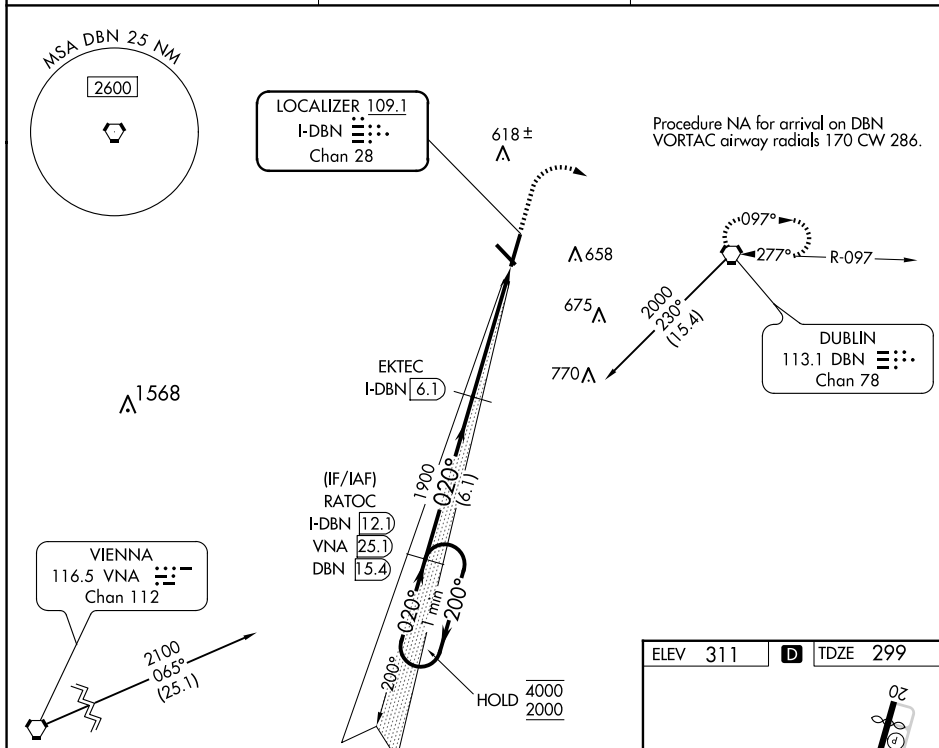 MSA DBN 25 NM
2600
LOCALIZER 109.1
I-DBN
Chan 28
618 ±
Procedure NA for arrival on DBN
VORTAC airway radials 170 CW 286.
097°
277°
R-097
658
675
2000
230°
(15.4)
770
DUBLIN
113.1 DBN
Chan 78
EKTEC
I-DBN 6.1
1568
1900
020°
(6.1)
(IF/IAF)
RATOC
I-DBN 12.1
VNA 25.1
DBN 15.4
VIENNA
116.5 VNA
Chan 112
2100
065°
(25.1)
020°
1 min
200°
200°
HOLD 4000
2000
ELEV 311 D TDZE 299
20
P